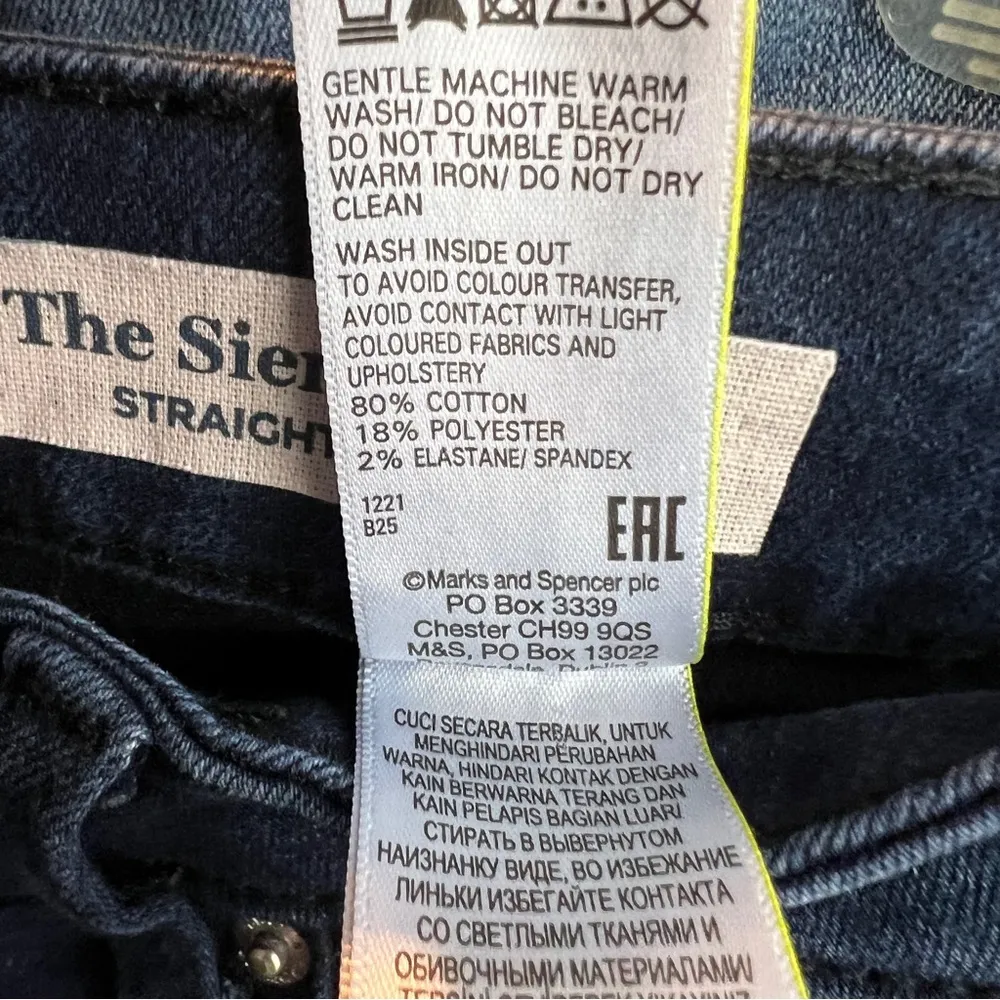 GENTLE MACHINE WARM
WASH/ DO NOT BLEACH/
DO NOT TUMBLE DRY/
WARM IRON/ DO NOT DRY
CLEAN
WASH INSIDE OUT
TO AVOID COLOUR TRANSFER,
AVOID CONTACT WITH LIGHT
COLOURED FABRICS AND
UPHOLSTERY
80% COTTON
18% POLYESTER
2% ELASTANE/ SPANDEX
1221
B25
EAC
©Marks and Spencer plc
PO Box 3339
Chester CH99 9QS
M&S, PO Box 13022
The Sier
STRAIGHT
CUCI SECARA TERBALIK, UNTUK
MENGHINDARI PERUBAHAN
WARNA, HINDARI KONTAK DENGAN
KAIN BERWARNA TERANG DAN
KAIN PELAPIS BAGIAN LUAR/
СТИРАТЬ В ВЫВЕРНУТОМ
НАИЗНАНКУ ВИДЕ, ВО ИЗБЕЖАНИЕ
ЛИНЬКИ ИЗБЕГАЙТЕ КОНТАКТА
СО СВЕТЛЫМИ ТКАНЯМИ И
ОБИВОЧНЫМИ МАТЕРИАЛАМИ/